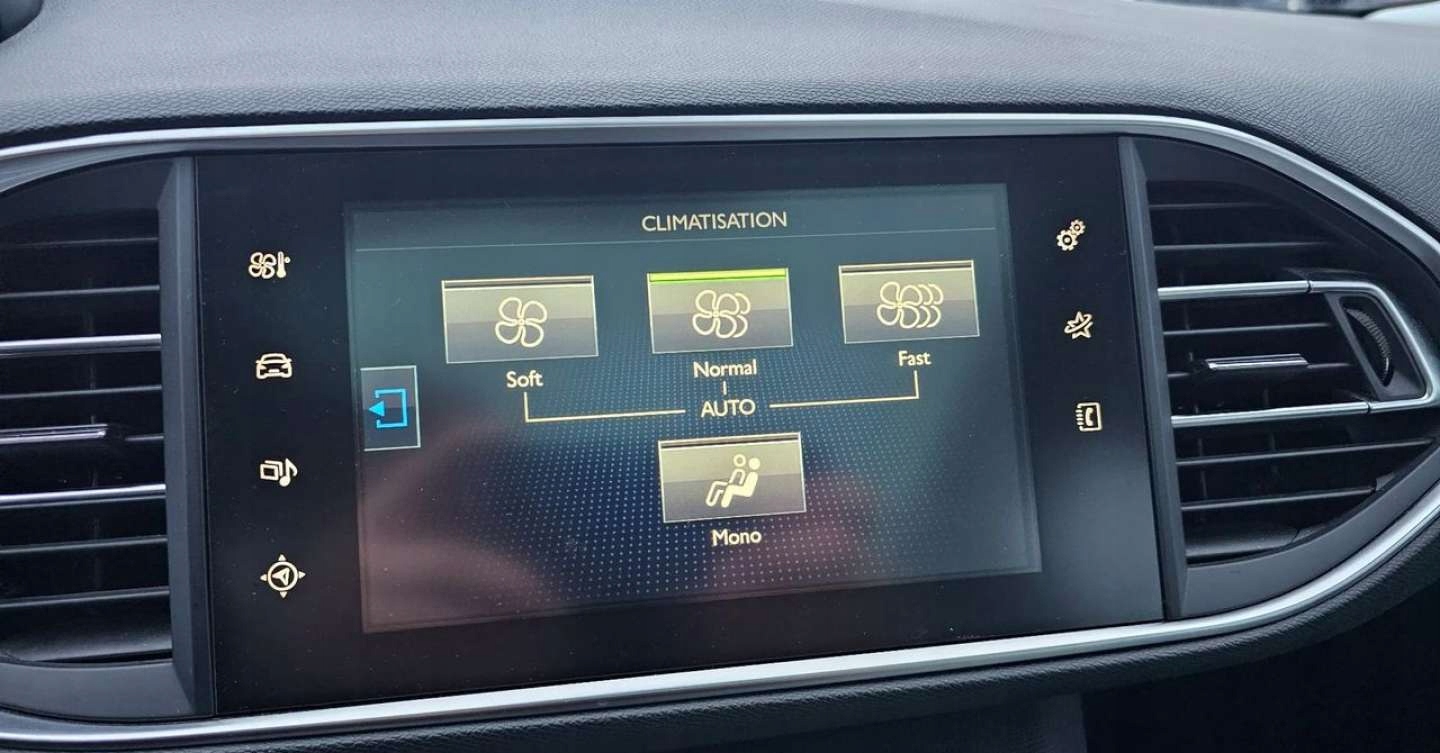 CLIMATISATION
Soft
Normal
Fast
AUTO
Mono